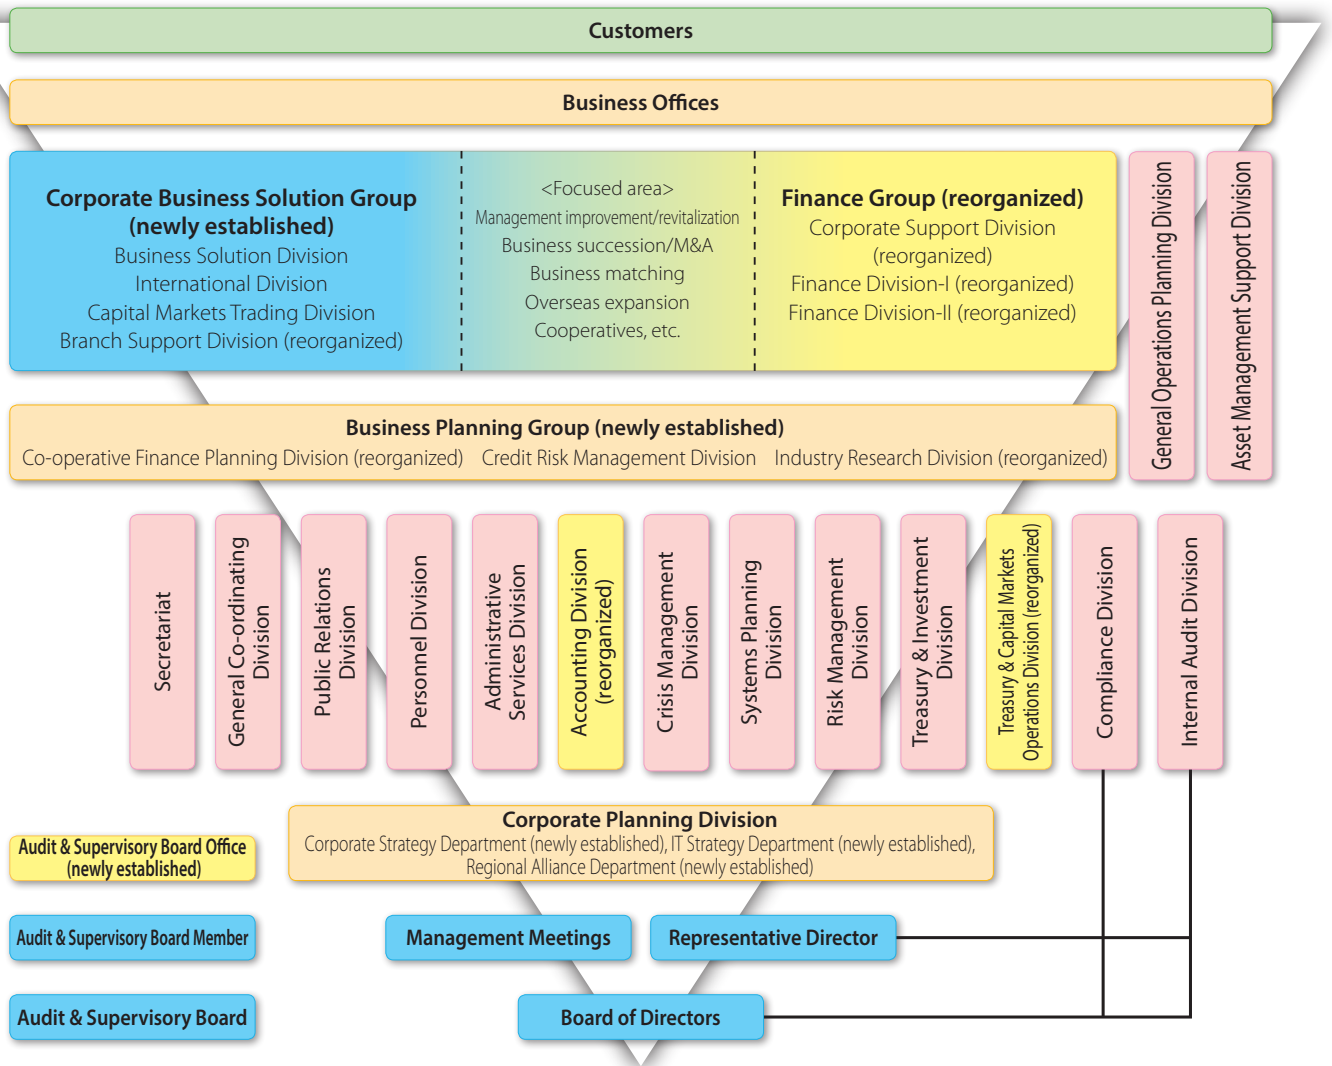 Customers
Business Offices
Corporate Business Solution Group
(newly established)
Business Solution Division
International Division
Capital Markets Trading Division
Branch Support Division (reorganized)
<Focused area>
Management improvement/revitalization
Business succession/M&A
Business matching
Overseas expansion
Cooperatives, etc.
Finance Group (reorganized)
Corporate Support Division
(reorganized)
Finance Division-I (reorganized)
Finance Division-II (reorganized)
General Operations Planning Division
Asset Management Support Division
Business Planning Group (newly established)
Co-operative Finance Planning Division (reorganized) Credit Risk Management Division Industry Research Division (reorganized)
Secretariat
General Co-ordinating
Division
Public Relations
Division
Personnel Division
Administrative
Services Division
Accounting Division
(reorganized)
Crisis Management
Division
Systems Planning
Division
Risk Management
Division
Treasury & Investment
Division
Treasury & Capital Markets
Operations Division (reorganized)
Compliance Division
Internal Audit Division
Corporate Planning Division
Corporate Strategy Department (newly established), IT Strategy Department (newly established),
Regional Alliance Department (newly established)
Audit & Supervisory Board Office
(newly established)
Audit & Supervisory Board Member
Management Meetings
Representative Director
Audit & Supervisory Board
Board of Directors